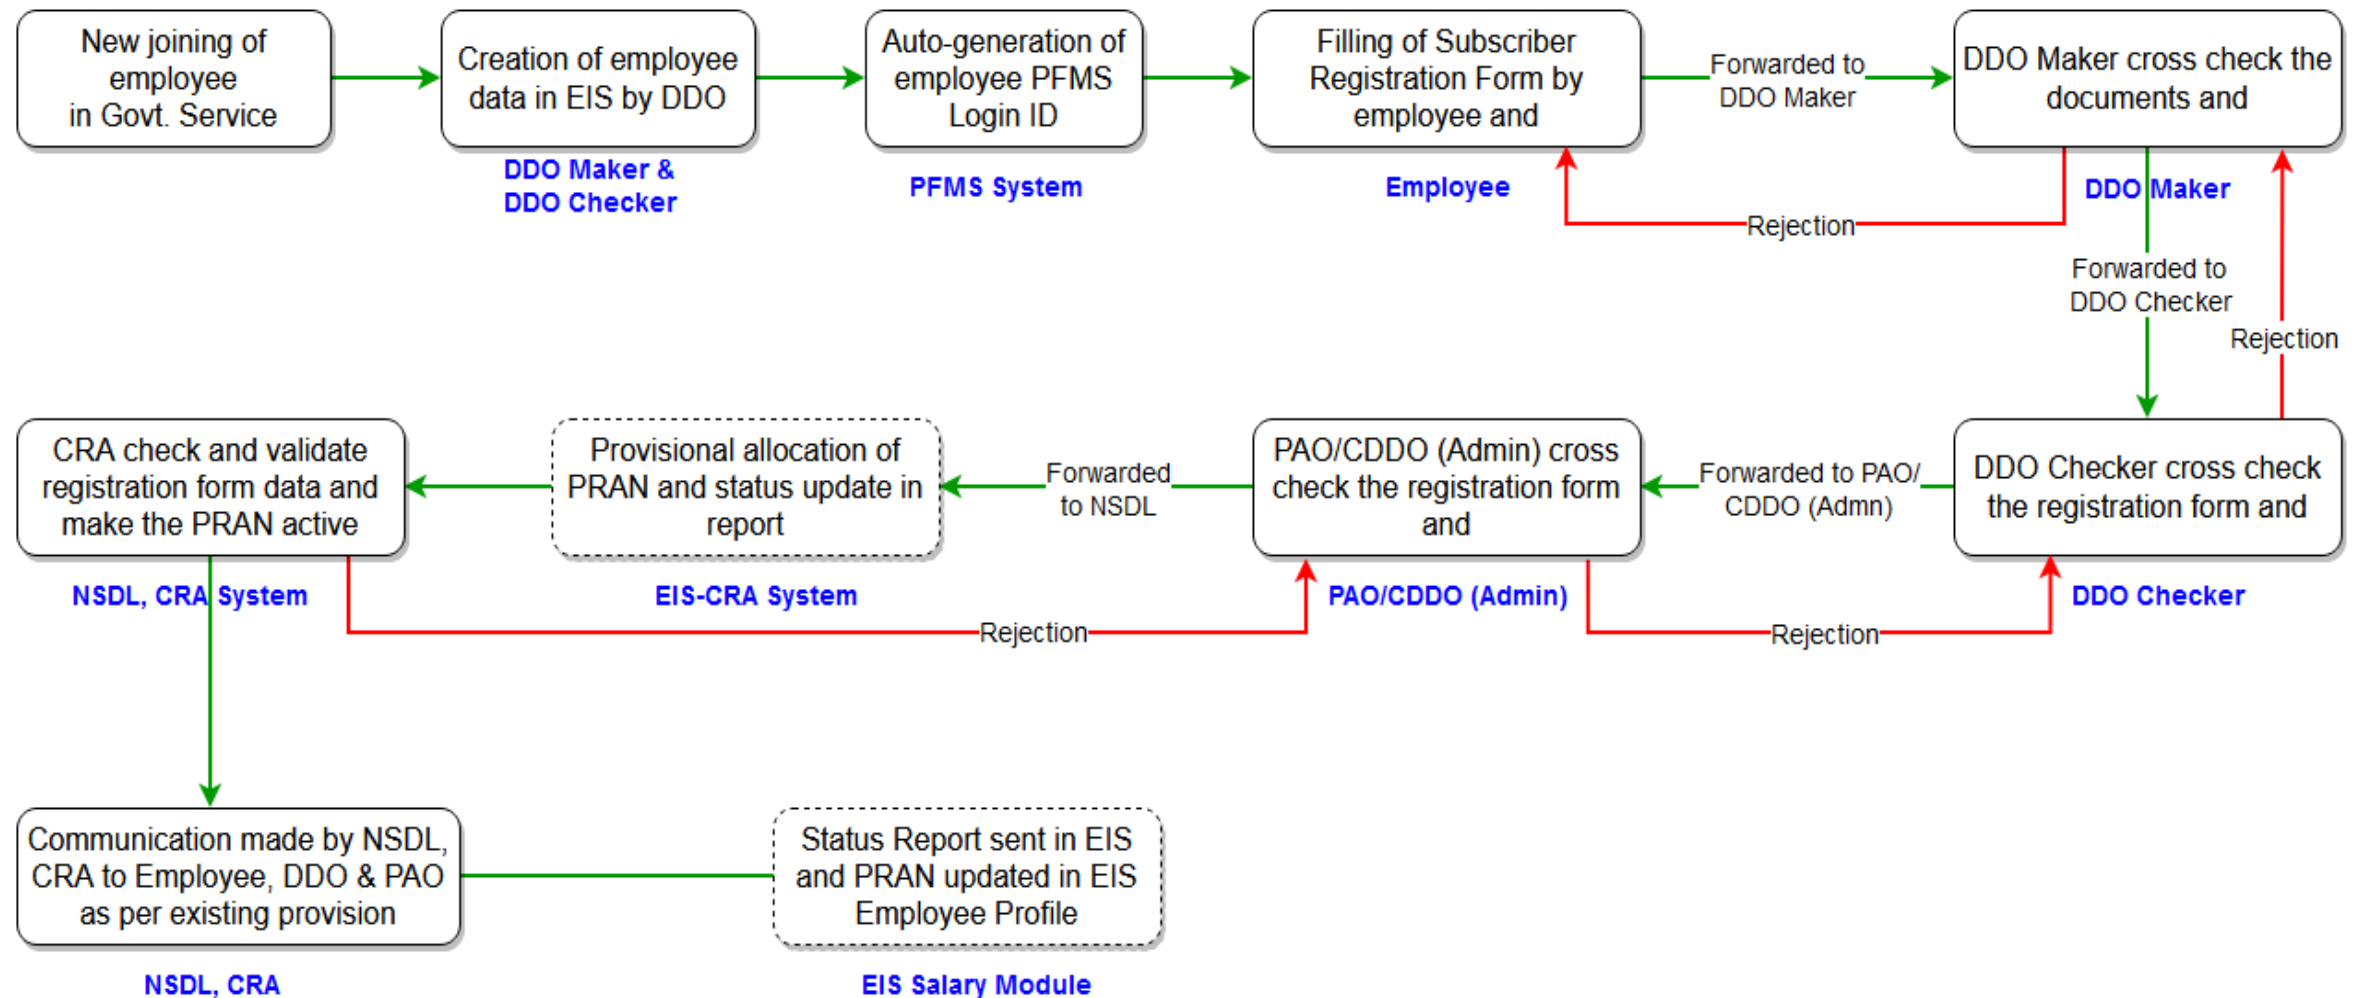 New joining of
employee
in Govt. Service
Creation of employee
data in EIS by DDO
DDO Maker &
DDO Checker
Auto-generation of
employee PFMS
Login ID
PFMS System
Filling of Subscriber
Registration Form by
employee and
Employee
Forwarded to
DDO Maker
DDO Maker cross check the
documents and
DDO Maker
Rejection
Forwarded to
DDO Checker
Rejection
DDO Checker cross check
the registration form and
DDO Checker
Forwarded to PAO/
CDDO (Admn)
PAO/CDDO (Admin) cross
check the registration form
and
PAO/CDDO (Admin)
Rejection
Forwarded
to NSDL
Provisional allocation of
PRAN and status update in
report
EIS-CRA System
CRA check and validate
registration form data and
make the PRAN active
NSDL, CRA System
Rejection
Communication made by NSDL,
CRA to Employee, DDO & PAO
as per existing provision
NSDL, CRA
Status Report sent in EIS
and PRAN updated in EIS
Employee Profile
EIS Salary Module